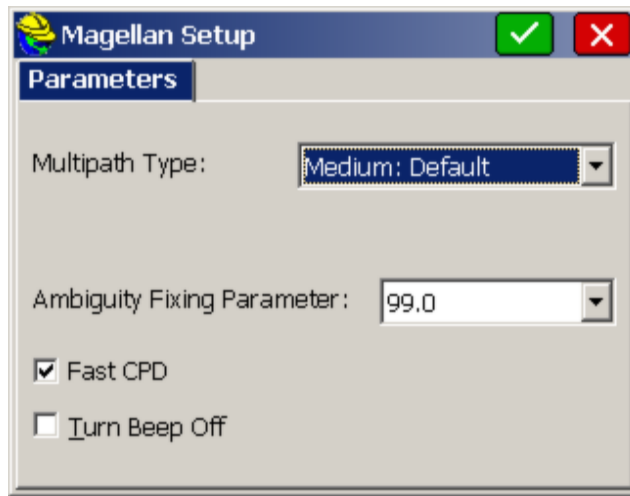 Magellan Setup
Parameters
Multipath Type:
Medium: Default
Ambiguity Fixing Parameter:
99.0
Fast CPD
Turn Beep Off